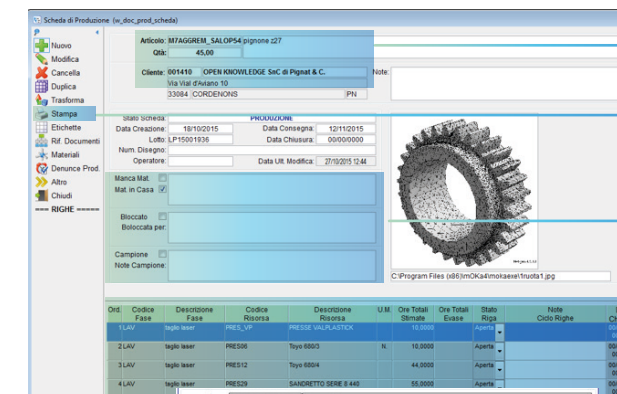 Scheda di Produzione (w_doc_prod_scheda)
Nuovo
Modifica
Cancella
Duplica
Trasforma
Stampa
Etichette
Rif. Documenti
Materiali
Denunce Prod.
Altro
Chiudi
=== RIGHE =====
Articolo: M7AGGREM_SALOP54 pignone z27
Qtà: 45,00
Cliente: 001410 OPEN KNOWLEDGE SnC di Pignat & C. Note:
Via Vial d'Aviano 10
33084 CORDENONS PN
Stato Scheda: PRODUZIONE
Data Creazione: 18/10/2015 Data Consegna: 12/11/2015
Lotto: LP15001936 Data Chiusura: 00/00/0000
Num. Disegno:
Operatore: Data Ult. Modifica: 27/10/2015 12:44
Manca Mat.
Mat. in Casa
Bloccato
Boloccata per:
Campione
Note Campione:
C:\Program Files (x86)\mOKa4\mokaexe\1ruota1.jpg
Ord. Codice Fase Descrizione Fase Codice Risorsa Descrizione Risorsa U.M. Ore Totali Stimate Ore Totali Evase Stato Riga Note Ciclo Righe
1 LAV taglio laser PRES_VP PRESSE VALPLASTICK 10,0000 Aperta
2 LAV taglio laser PRES06 Toyo 680/3 N. 10,0000 Aperta
3 LAV taglio laser PRES12 Toyo 680/4 44,0000 Aperta
4 LAV taglio laser PRES29 SANDRETTO SERIE 8 440 55,0000 Aperta